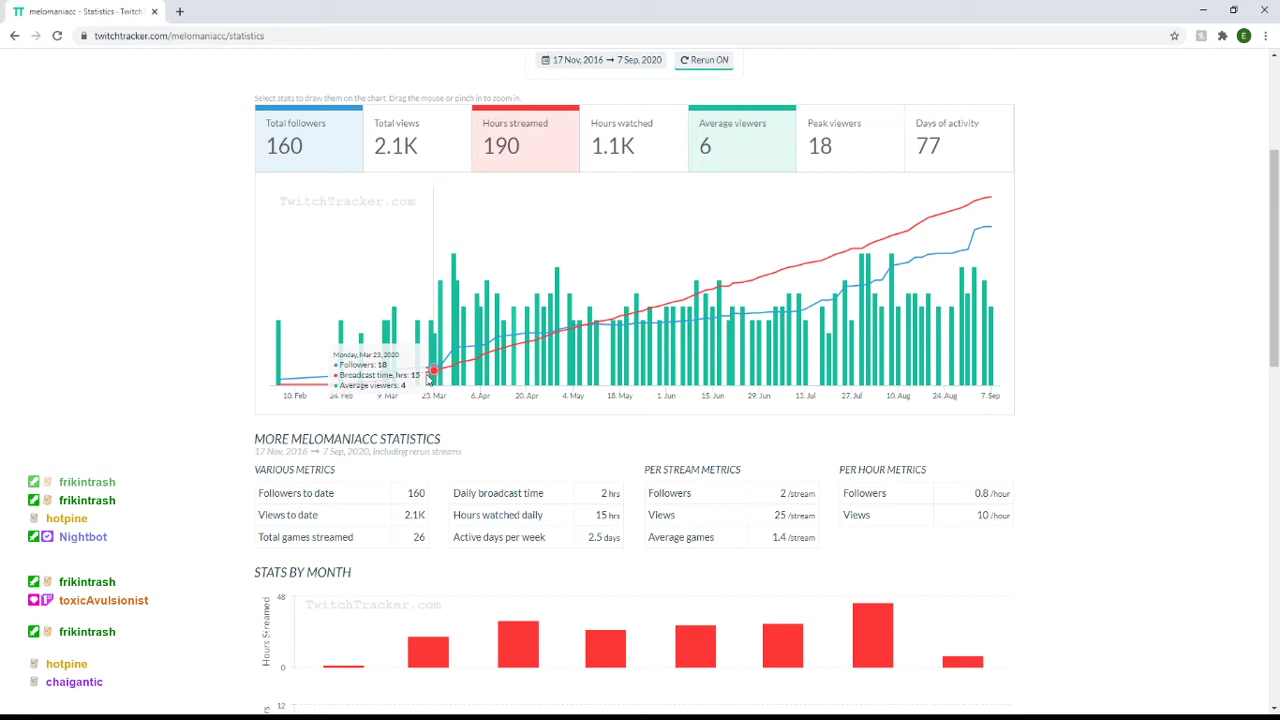 melomaniacc - Statistics - Twitch
twitchtracker.com/melomaniacc/statistics
E
17 Nov, 2016 → 7 Sep, 2020
Rerun ON
Select stats to draw them on the chart. Drag the mouse or pinch in to zoom in.
Total followers Total views Hours streamed Hours watched Average viewers Peak viewers Days of activity
160 2.1K 190 1.1K 6 18 77
TwitchTracker.com
Monday, Mar 23, 2020
Followers: 18
Broadcast time, hrs: 15
Average viewers: 4
10. Feb 24. Feb 9. Mar 23. Mar 6. Apr 20. Apr 4. May 18. May 1. Jun 15. Jun 29. Jun 13. Jul 27. Jul 10. Aug 24. Aug 7. Sep
MORE MELOMANIACC STATISTICS
17 Nov, 2016 → 7 Sep, 2020, including rerun streams
VARIOUS METRICS PER STREAM METRICS PER HOUR METRICS
Followers to date 160 Daily broadcast time 2 hrs Followers 2 /stream Followers 0.8 /hour
Views to date 2.1K Hours watched daily 15 hrs Views 25 /stream Views 10 /hour
Total games streamed 26 Active days per week 2.5 days Average games 1.4 /stream
STATS BY MONTH
48
TwitchTracker.com
Hours Streamed
0
12
frikintrash
frikintrash
hotpine
Nightbot
frikintrash
toxicAvulsionist
frikintrash
hotpine
chaigantic